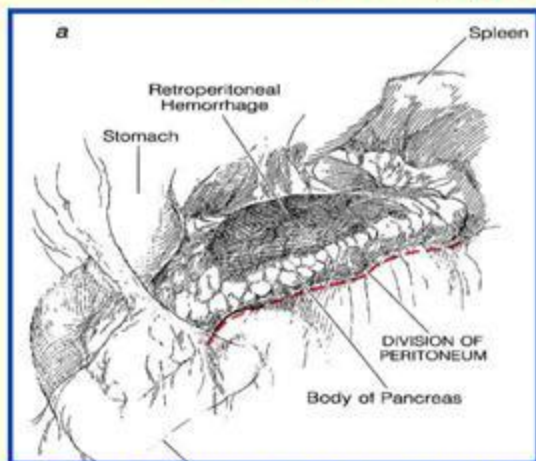 a
Spleen
Retroperitoneal
Hemorrhage
Stomach
DIVISION OF
PERITONEUM
Body of Pancreas